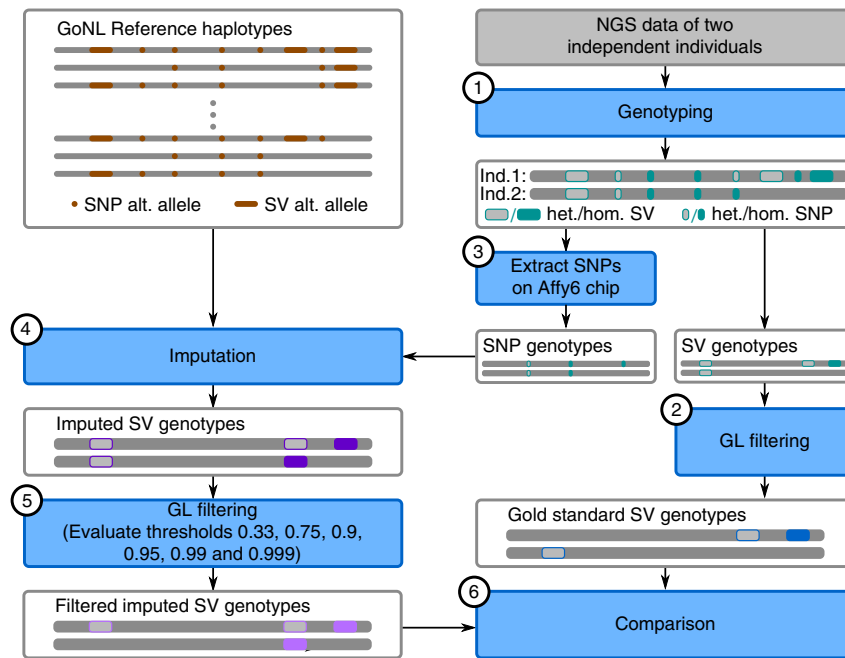 GoNL Reference haplotypes
SNP alt. allele
SV alt. allele
NGS data of two
independent individuals
1
Genotyping
Ind.1:
Ind.2:
/ het./hom. SV
/ het./hom. SNP
3
Extract SNPs
on Affy6 chip
4
Imputation
SNP genotypes
SV genotypes
2
GL filtering
Imputed SV genotypes
5
GL filtering
(Evaluate thresholds 0.33, 0.75, 0.9,
0.95, 0.99 and 0.999)
Gold standard SV genotypes
Filtered imputed SV genotypes
6
Comparison